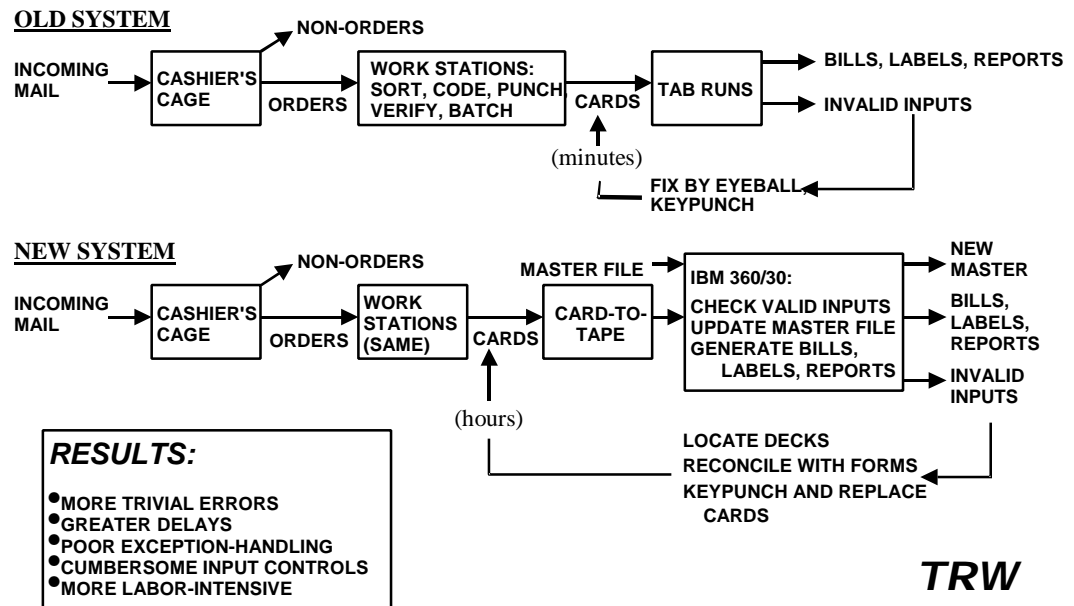 OLD SYSTEM
NON-ORDERS
INCOMING
MAIL
CASHIER'S
CAGE
ORDERS
WORK STATIONS:
SORT, CODE, PUNCH,
VERIFY, BATCH
CARDS
TAB RUNS
BILLS, LABELS, REPORTS
INVALID INPUTS
(minutes)
FIX BY EYEBALL,
KEYPUNCH
NEW SYSTEM
NON-ORDERS
INCOMING
MAIL
CASHIER'S
CAGE
ORDERS
WORK
STATIONS
(SAME)
CARDS
MASTER FILE
CARD-TO-
TAPE
IBM 360/30:
CHECK VALID INPUTS
UPDATE MASTER FILE
GENERATE BILLS,
LABELS, REPORTS
NEW
MASTER
BILLS,
LABELS,
REPORTS
INVALID
INPUTS
(hours)
LOCATE DECKS
RECONCILE WITH FORMS
KEYPUNCH AND REPLACE
CARDS
RESULTS:
•MORE TRIVIAL ERRORS
•GREATER DELAYS
•POOR EXCEPTION-HANDLING
•CUMBERSOME INPUT CONTROLS
•MORE LABOR-INTENSIVE
TRW